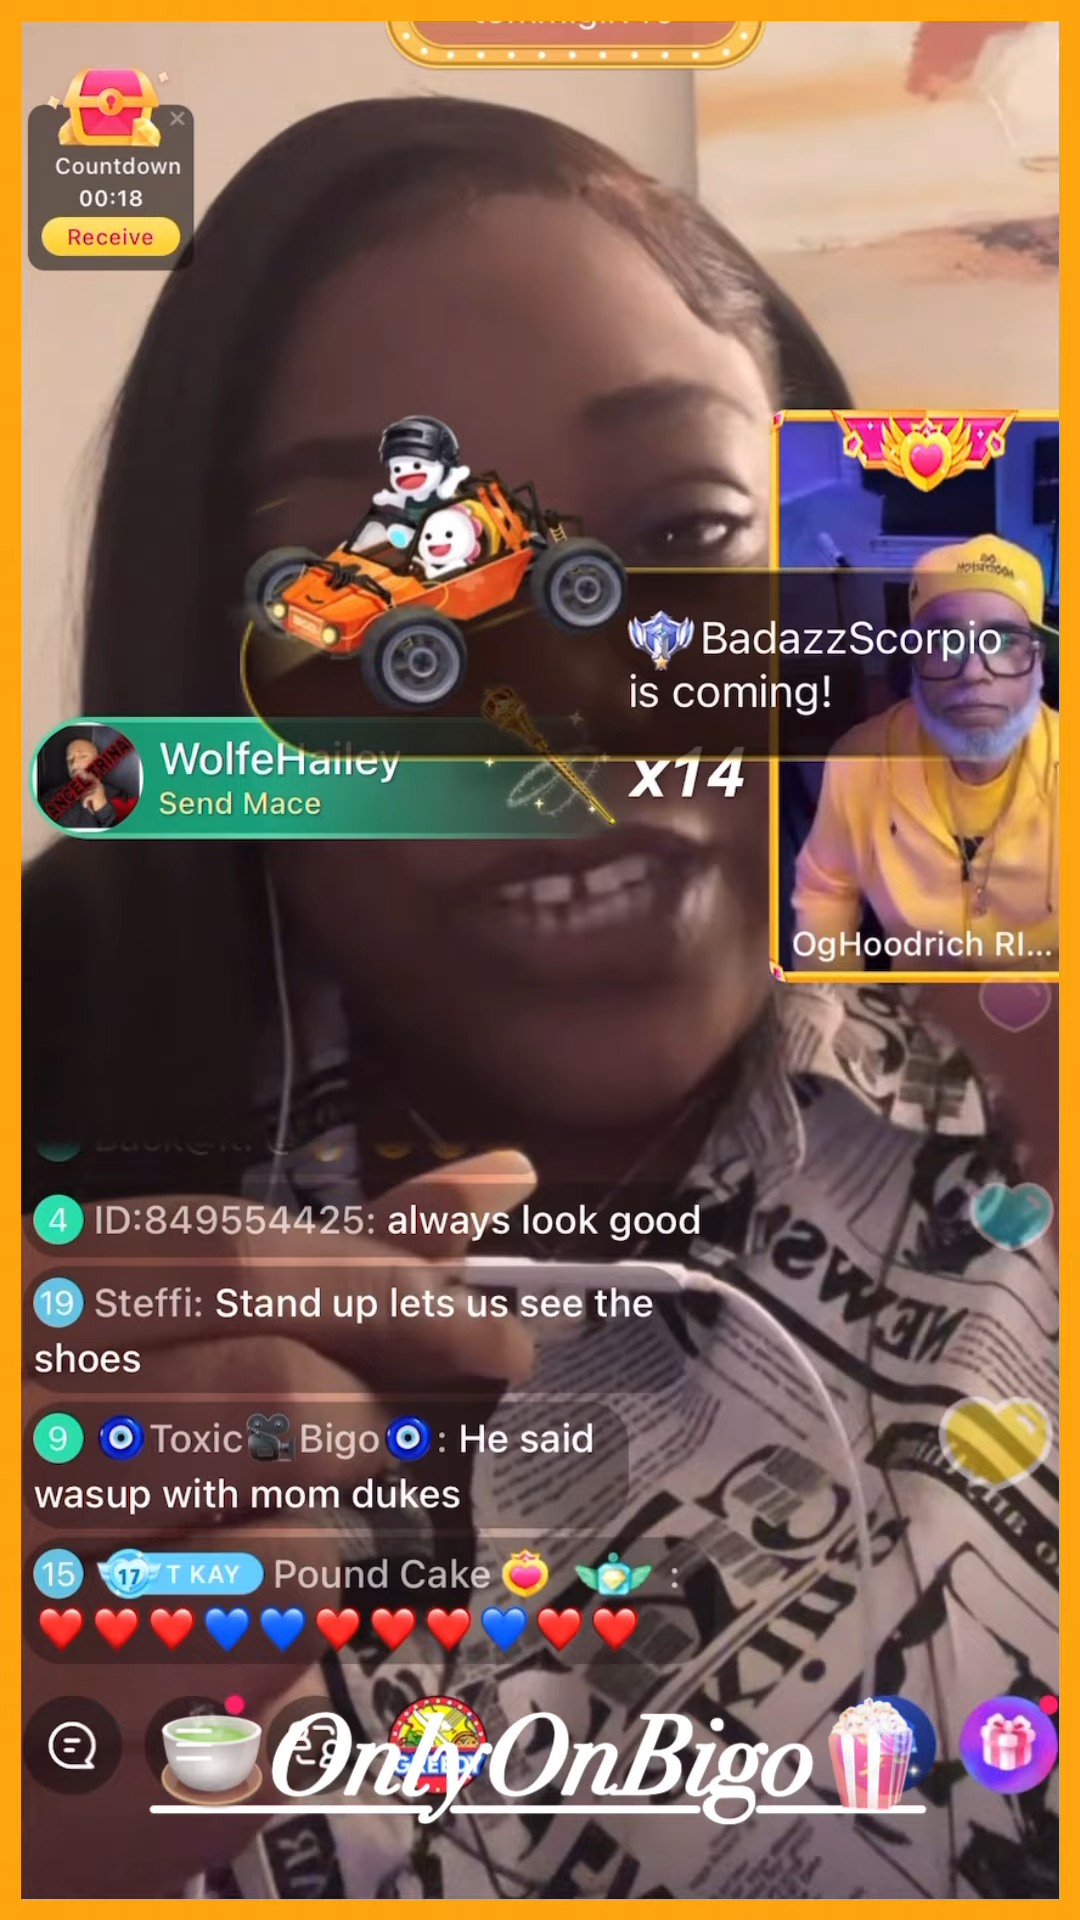 Countdown
00:18
Receive
BadazzScorpio
is coming!
WolfeHailey
Send Mace
x14
OgHoodrich RI...
4 ID:849554425: always look good
19 Steffi: Stand up lets us see the
shoes
9 🧿Toxic🎥Bigo🧿: He said
wasup with mom dukes
15 17 T KAY Pound Cake :
❤️❤️❤️💙💙❤️❤️❤️💙❤️❤️
NEWS
GREEDY
🍵OnlyOnBigo🍿